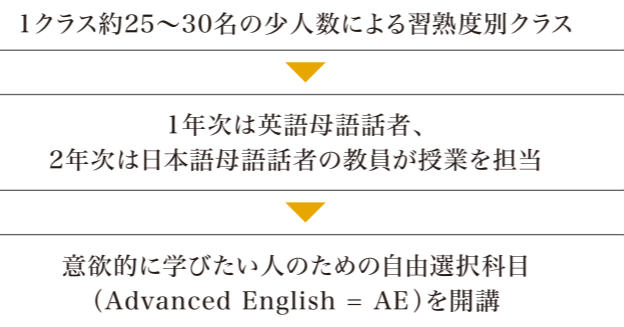 1クラス約25〜30名の少人数による習熟度別クラス
1年次は英語母語話者、
2年次は日本語母語話者の教員が授業を担当
意欲的に学びたい人のための自由選択科目
（Advanced English = AE）を開講